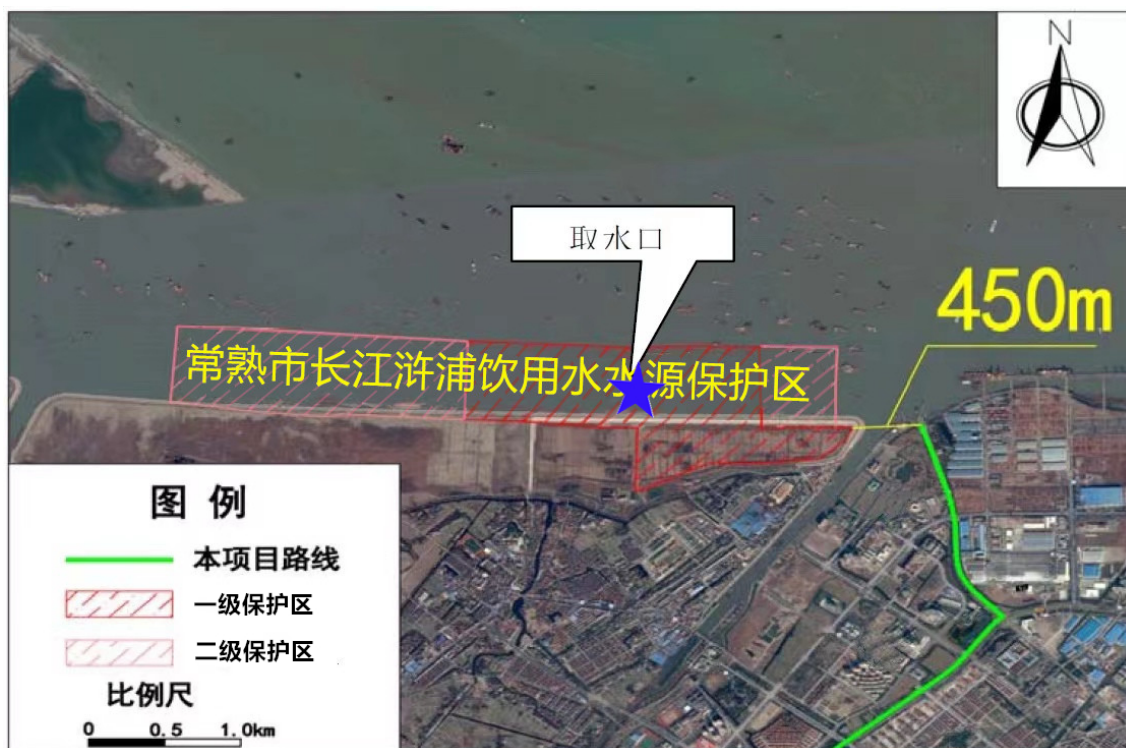 N
取水口
450m
常熟市长江浒浦饮用水水源保护区
图 例
本项目路线
一级保护区
二级保护区
比例尺
0 0.5 1.0km